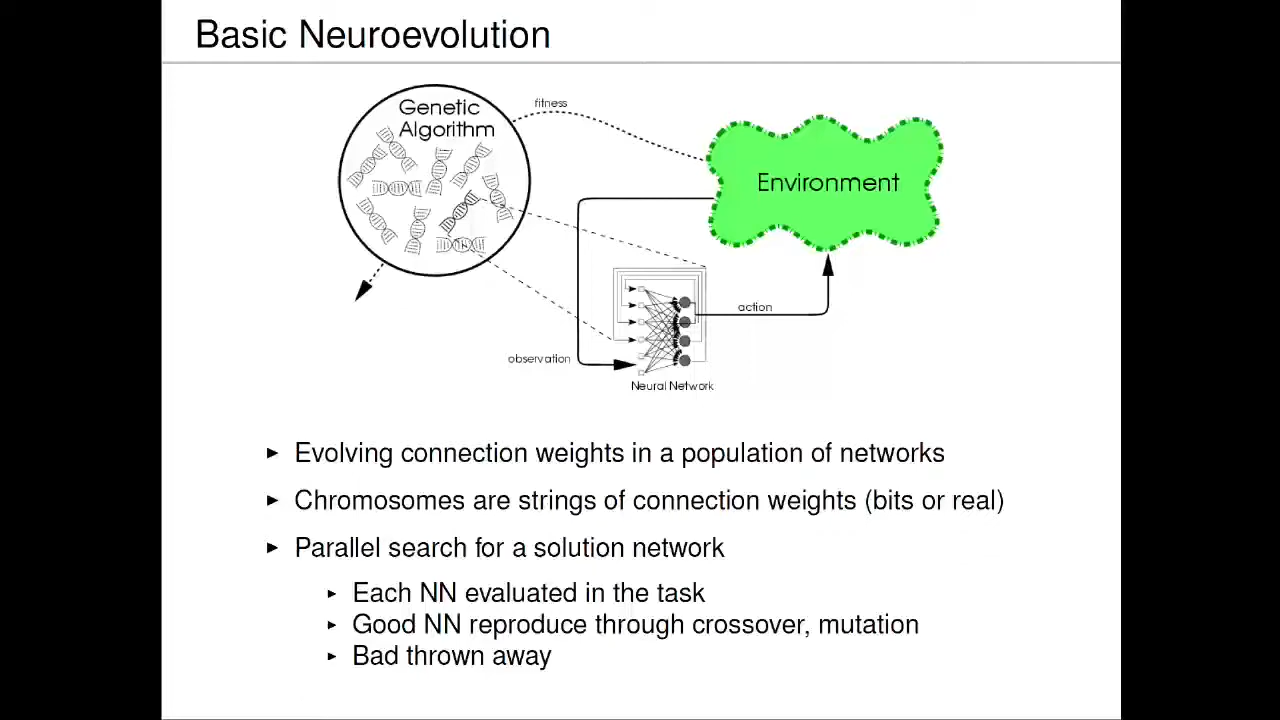 Basic Neuroevolution
Genetic
Algorithm
fitness
Environment
action
observation
Neural Network
Evolving connection weights in a population of networks
Chromosomes are strings of connection weights (bits or real)
Parallel search for a solution network
Each NN evaluated in the task
Good NN reproduce through crossover, mutation
Bad thrown away